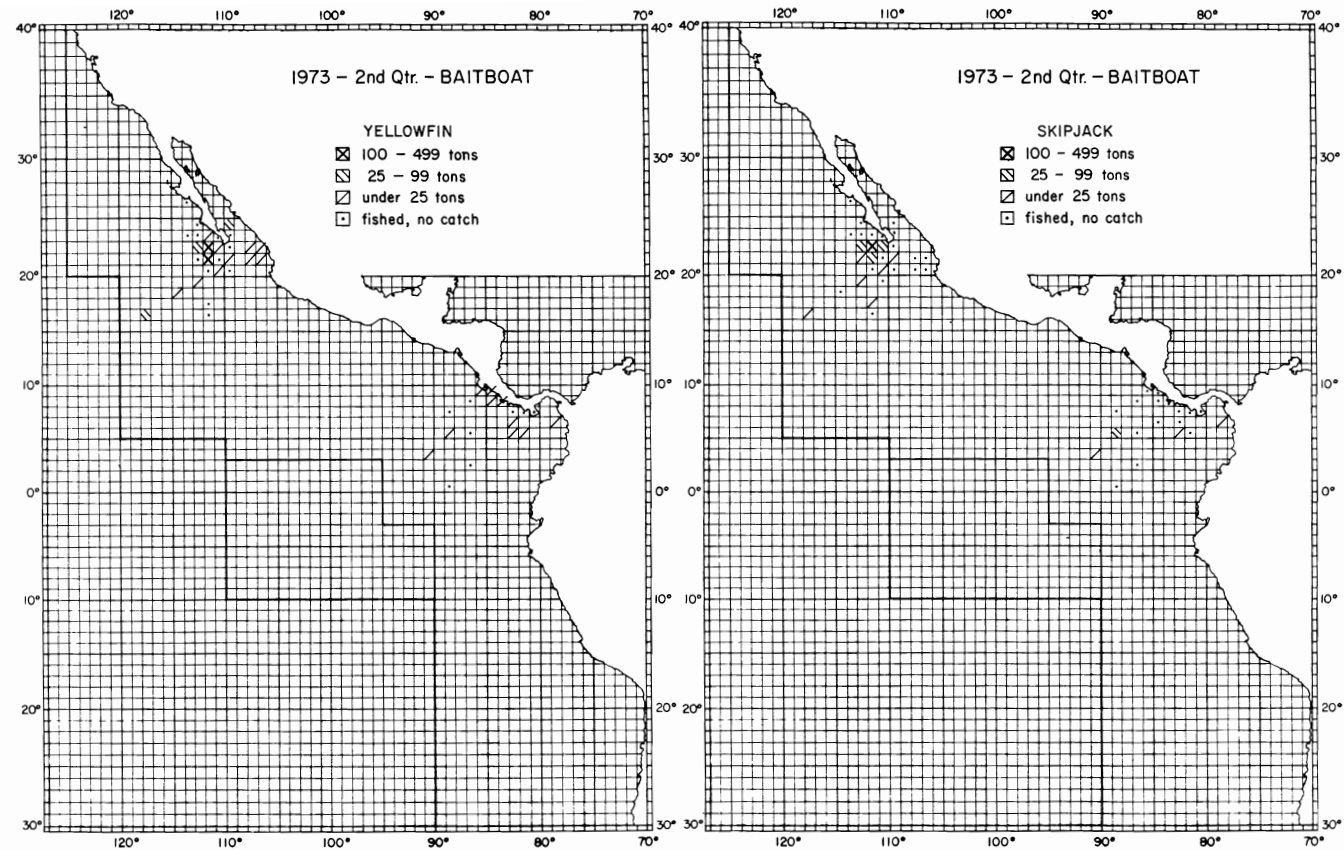 120° 110° 100° 90° 80° 70°
40°
1973 – 2nd Qtr. – BAITBOAT
YELLOWFIN
100 – 499 tons
25 – 99 tons
under 25 tons
fished, no catch
30° 30°
20° 20°
10° 10°
0° 0°
10° 10°
20° 20°
30° 30°
120° 110° 100° 90° 80° 70°
120° 110° 100° 90° 80° 70°
40° 40°
1973 – 2nd Qtr. – BAITBOAT
SKIPJACK
100 – 499 tons
25 – 99 tons
under 25 tons
fished, no catch
30° 30°
20° 20°
10° 10°
0° 0°
10° 10°
20° 20°
30° 30°
120° 110° 100° 90° 80° 70°